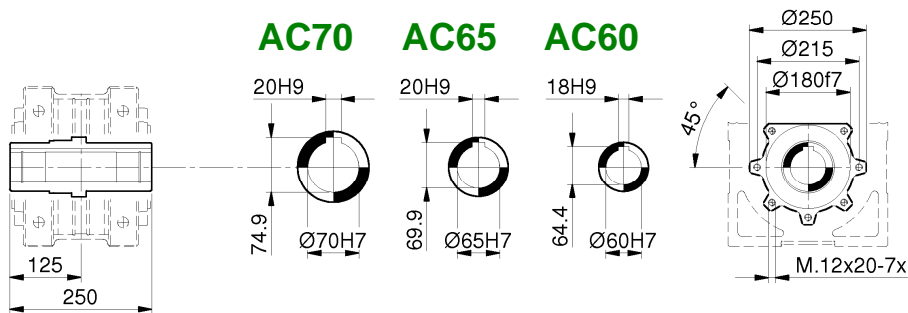 AC70 AC65 AC60
Ø250
Ø215
20H9 20H9 18H9 Ø180f7
45°
74.9 69.9 64.4
Ø70H7 Ø65H7 Ø60H7
125 M.12x20-7x
250